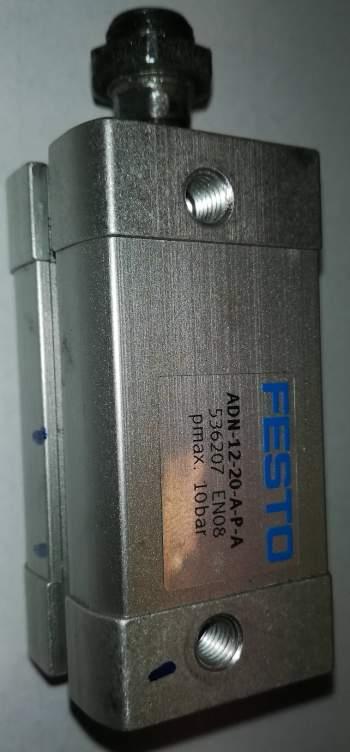 FESTO
ADN-12-20-A-P-A
536207 EN08
pmax. 10bar